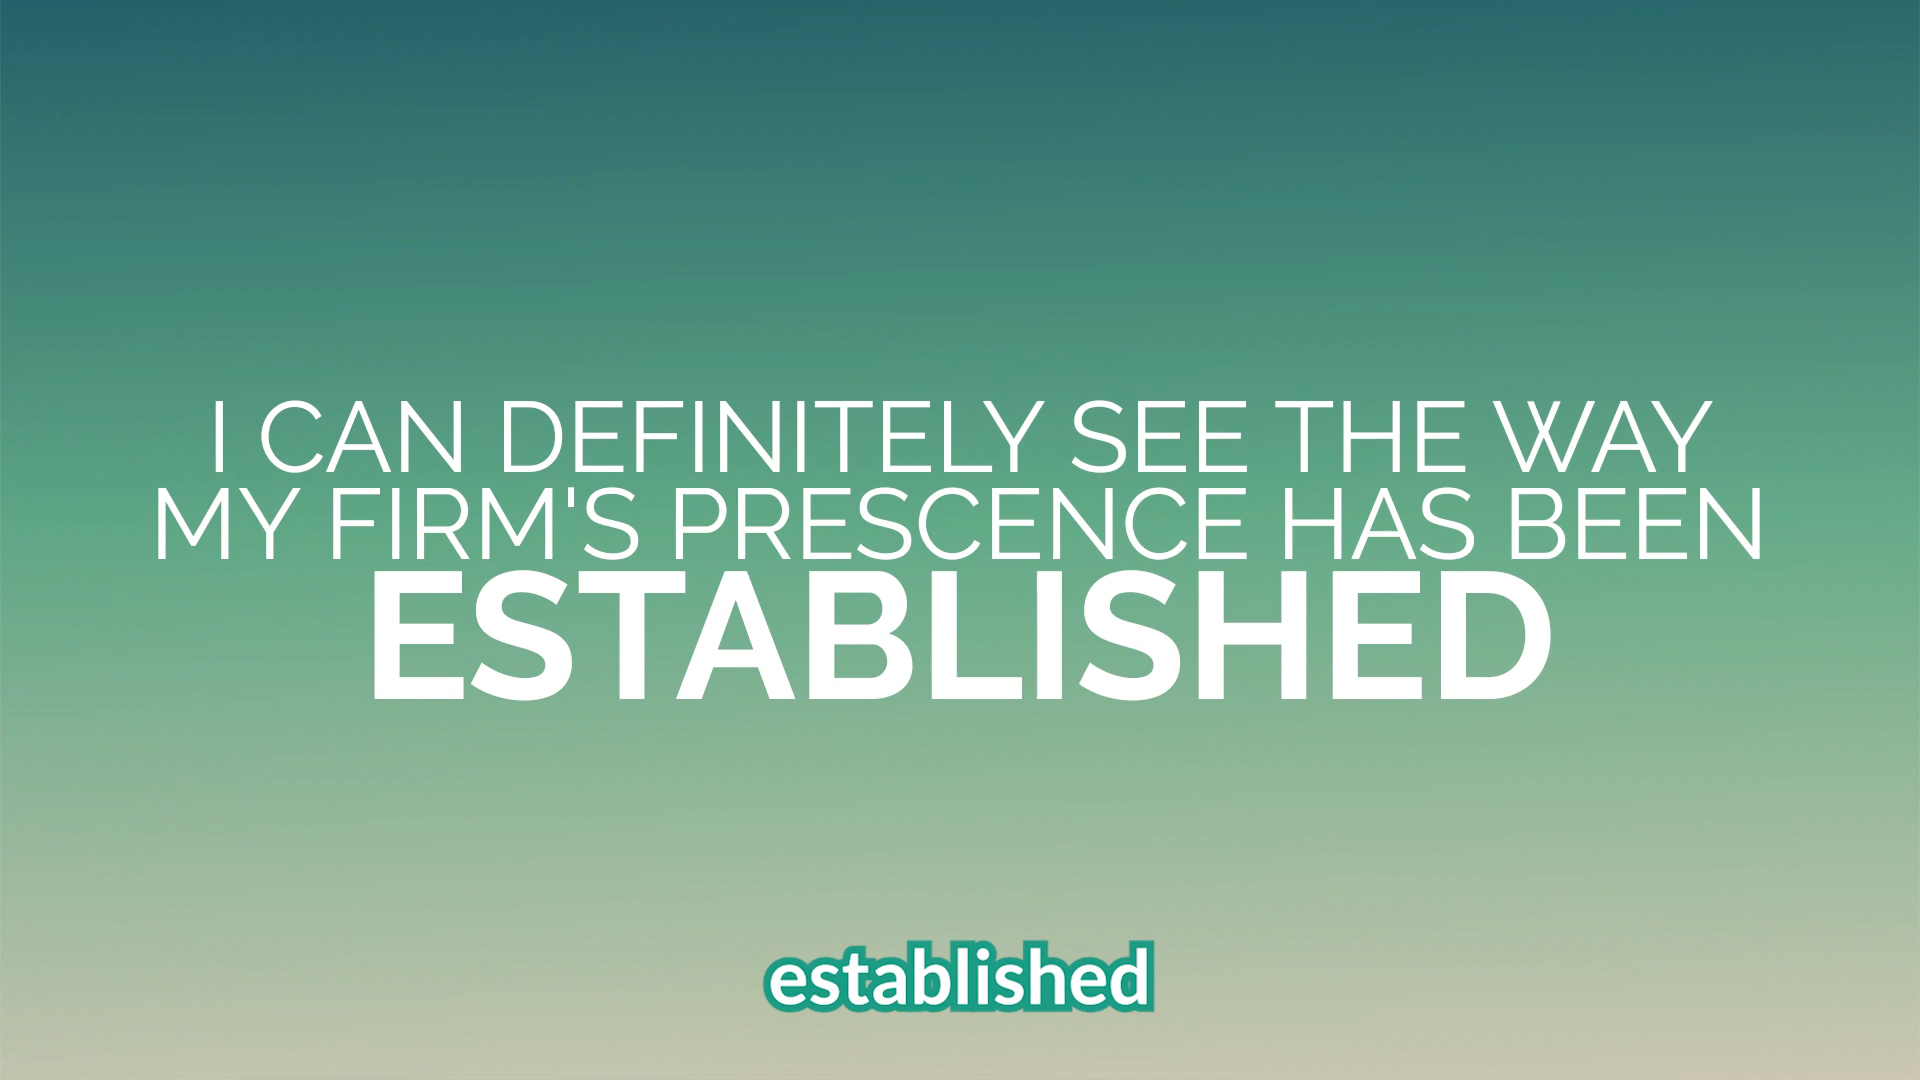 I CAN DEFINITELY SEE THE WAY
MY FIRM'S PRESCENCE HAS BEEN
ESTABLISHED
established